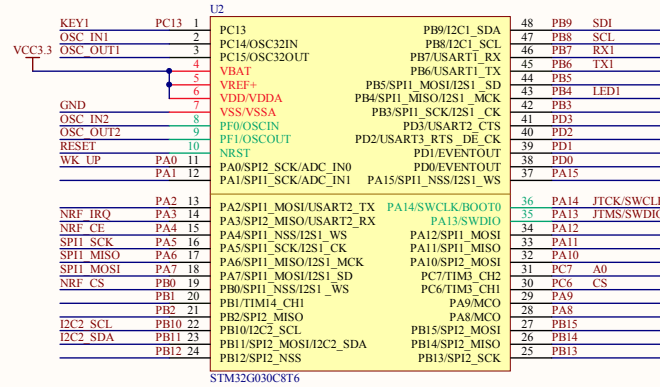 U2
KEY1 PC13 1 PC13 PB9/I2C1_SDA 48 PB9 SDI
OSC_IN1 2 PC14/OSC32IN PB8/I2C1_SCL 47 PB8 SCL
OSC_OUT1 3 PC15/OSC32OUT PB7/USART1_RX 46 PB7 RX1
VCC3.3 4 VBAT PB6/USART1_TX 45 PB6 TX1
5 VREF+ PB5/SPI1_MOSI/I2S1_SD 44 PB5
6 VDD/VDDA PB4/SPI1_MISO/I2S1_MCK 43 PB4 LED1
GND 7 VSS/VSSA PB3/SPI1_SCK/I2S1_CK 42 PB3
OSC_IN2 8 PF0/OSCIN PD3/USART2_CTS 41 PD3
OSC_OUT2 9 PF1/OSCOUT PD2/USART3_RTS_DE_CK 40 PD2
RESET 10 NRST PD1/EVENTOUT 39 PD1
WK_UP PA0 11 PA0/SPI2_SCK/ADC_IN0 PD0/EVENTOUT 38 PD0
PA1 12 PA1/SPI1_SCK/ADC_IN1 PA15/SPI1_NSS/I2S1_WS 37 PA15
PA2 13 PA2/SPI1_MOSI/USART2_TX PA14/SWCLK/BOOT0 36 PA14 JTCK/SWCLK
NRF_IRQ PA3 14 PA3/SPI2_MISO/USART2_RX PA13/SWDIO 35 PA13 JTMS/SWDIO
NRF_CE PA4 15 PA4/SPI1_NSS/I2S1_WS PA12/SPI1_MOSI 34 PA12
SPI1_SCK PA5 16 PA5/SPI1_SCK/I2S1_CK PA11/SPI1_MISO 33 PA11
SPI1_MISO PA6 17 PA6/SPI1_MISO/I2S1_MCK PA10/SPI2_MOSI 32 PA10
SPI1_MOSI PA7 18 PA7/SPI1_MOSI/I2S1_SD PC7/TIM3_CH2 31 PC7 A0
NRF_CS PB0 19 PB0/SPI1_NSS/I2S1_WS PC6/TIM3_CH1 30 PC6 CS
PB1 20 PB1/TIM14_CH1 PA9/MCO 29 PA9
PB2 21 PB2/SPI2_MISO PA8/MCO 28 PA8
I2C2_SCL PB10 22 PB10/I2C2_SCL PB15/SPI2_MOSI 27 PB15
I2C2_SDA PB11 23 PB11/SPI2_MOSI/I2C2_SDA PB14/SPI2_MISO 26 PB14
PB12 24 PB12/SPI2_NSS PB13/SPI2_SCK 25 PB13
STM32G030C8T6